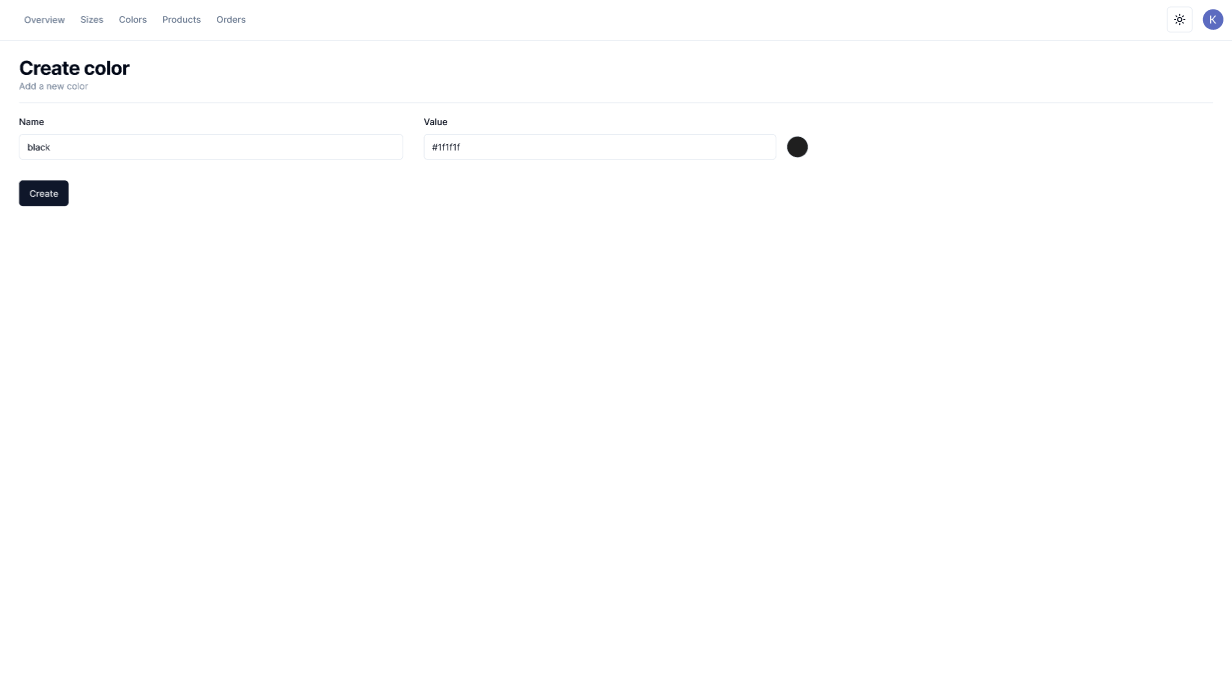 Overview Sizes Colors Products Orders K
Create color
Add a new color
Name Value
black #1f1f1f
Create